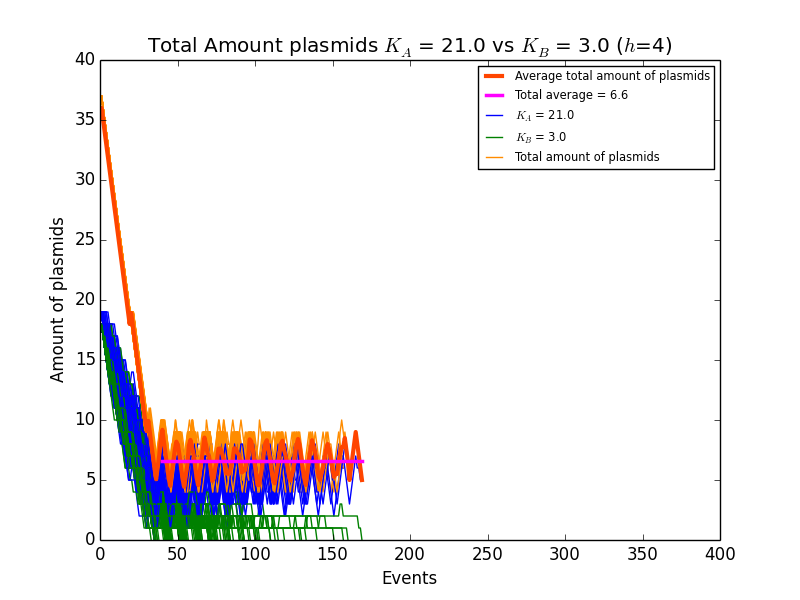 Total Amount plasmids K_A = 21.0 vs K_B = 3.0 (h=4)
Average total amount of plasmids
Total average = 6.6
K_A = 21.0
K_B = 3.0
Total amount of plasmids
40
35
30
25
20
15
10
5
0
Amount of plasmids
0 50 100 150 200 250 300 350 400
Events